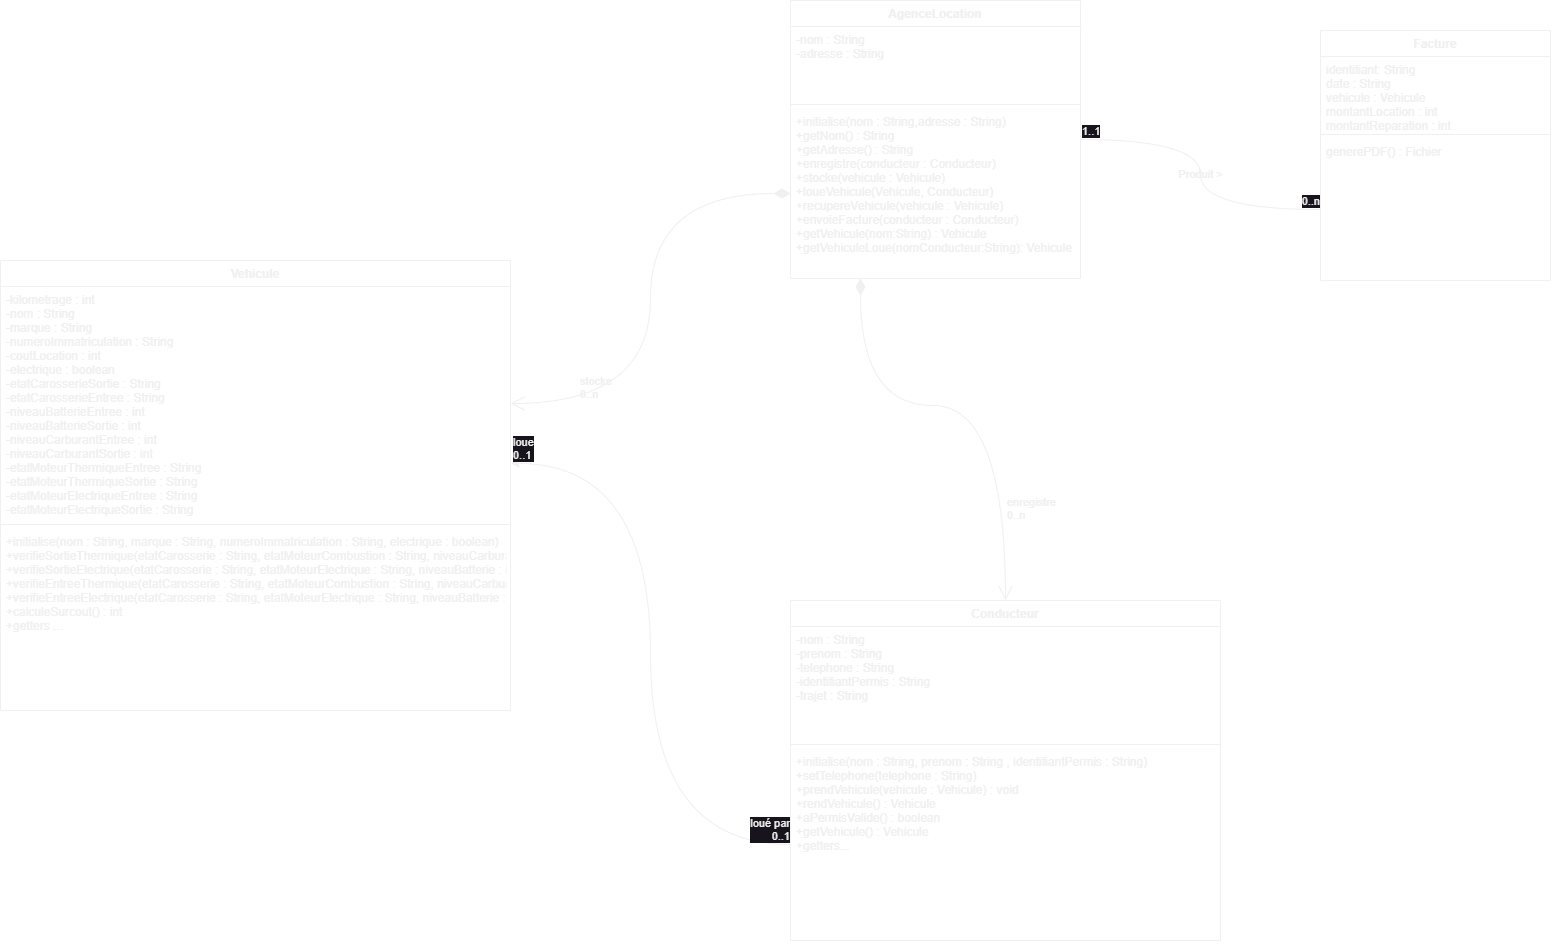 AgenceLocation
-nom : String
-adresse : String
+initialise(nom : String,adresse : String)
+getNom() : String
+getAdresse() : String
+enregistre(conducteur : Conducteur)
+stocke(vehicule : Vehicule)
+loueVehicule(Vehicule, Conducteur)
+recupereVehicule(vehicule : Vehicule)
+envoieFacture(conducteur : Conducteur)
+getVehicule(nom:String) : Vehicule
+getVehiculeLoue(nomConducteur:String): Vehicule
1..1
Produit >
0..n
Facture
identifiant: String
date : String
vehicule : Vehicule
montantLocation : int
montantReparation : int
generePDF() : Fichier
Vehicule
-kilometrage : int
-nom : String
-marque : String
-numeroImmatriculation : String
-coutLocation : int
-electrique : boolean
-etatCarosserieSortie : String
-etatCarosserieEntree : String
-niveauBatterieEntree : int
-niveauBatterieSortie : int
-niveauCarburantEntree : int
-niveauCarburantSortie : int
-etatMoteurThermiqueEntree : String
-etatMoteurThermiqueSortie : String
-etatMoteurElectriqueEntree : String
-etatMoteurElectriqueSortie : String
+initialise(nom : String, marque : String, numeroImmatriculation : String, electrique : boolean)
+verifieSortieThermique(etatCarosserie : String, etatMoteurCombustion : String, niveauCarbur
+verifieSortieElectrique(etatCarosserie : String, etatMoteurElectrique : String, niveauBatterie :
+verifieEntreeThermique(etatCarosserie : String, etatMoteurCombustion : String, niveauCarbu
+verifieEntreeElectrique(etatCarosserie : String, etatMoteurElectrique : String, niveauBatterie
+calculeSurcout() : int
+getters ...
stocke
0..n
loue
0..1
enregistre
0..n
loué par
0..1
Conducteur
-nom : String
-prenom : String
-telephone : String
-identifiantPermis : String
-trajet : String
+initialise(nom : String, prenom : String , identifiantPermis : String)
+setTelephone(telephone : String)
+prendVehicule(vehicule : Vehicule) : void
+rendVehicule() : Vehicule
+aPermisValide() : boolean
+getVehicule() : Vehicule
+getters...